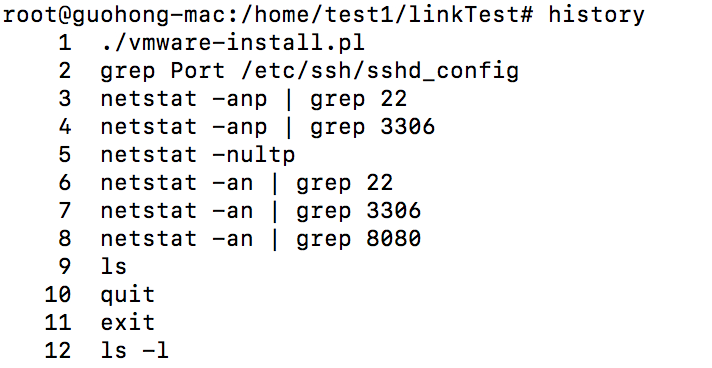 root@guohong-mac:/home/test1/linkTest# history
1 ./vmware-install.pl
2 grep Port /etc/ssh/sshd_config
3 netstat -anp | grep 22
4 netstat -anp | grep 3306
5 netstat -nultp
6 netstat -an | grep 22
7 netstat -an | grep 3306
8 netstat -an | grep 8080
9 ls
10 quit
11 exit
12 ls -l